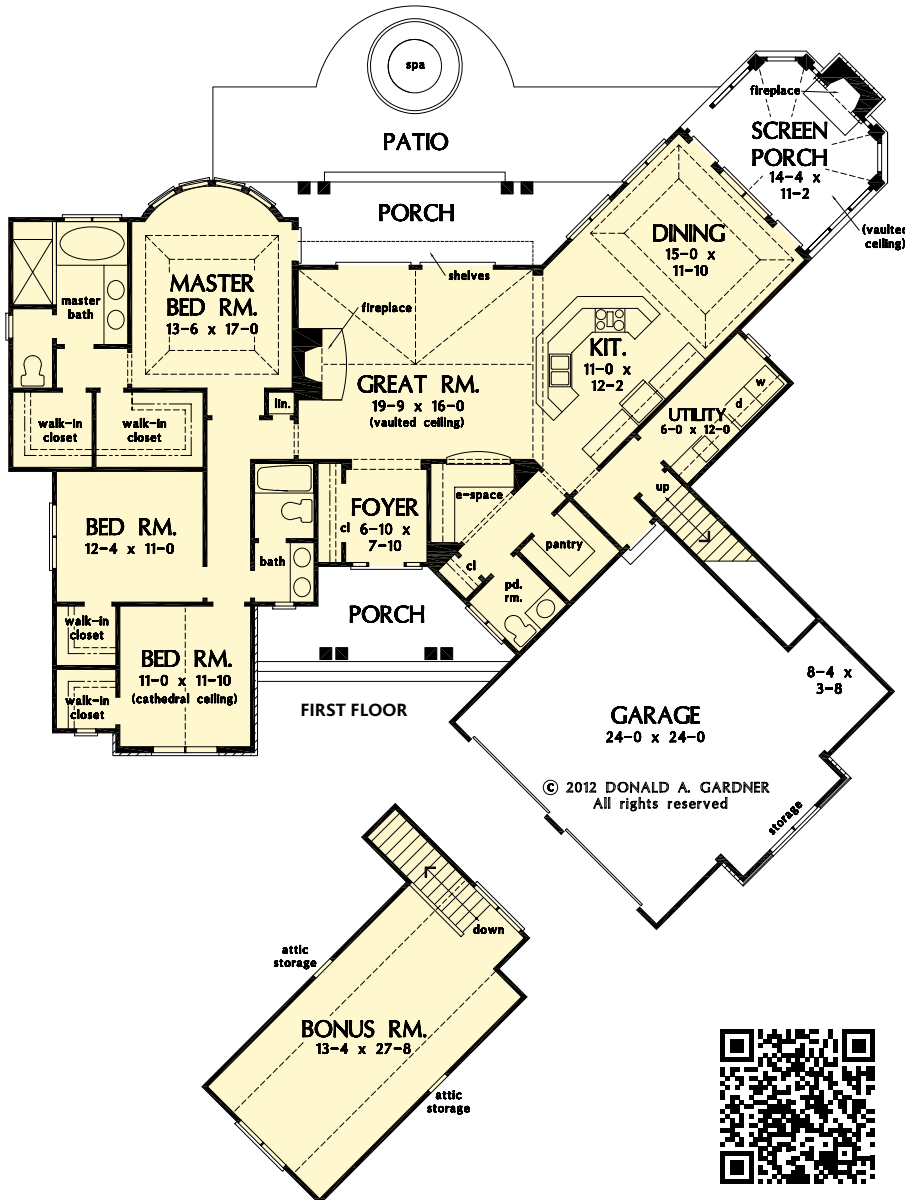 spa
PATIO
fireplace
SCREEN
PORCH
14-4 x
11-2
(vaulted
ceiling)
PORCH
DINING
15-0 x
11-10
shelves
MASTER
BED RM.
13-6 x 17-0
master
bath
fireplace
KIT.
11-0 x
12-2
GREAT RM.
19-9 x 16-0
(vaulted ceiling)
lin.
w
d
UTILITY
6-0 x 12-0
walk-in
closet
walk-in
closet
up
e-space
FOYER
6-10 x
7-10
cl
BED RM.
12-4 x 11-0
bath
pantry
cl
pd.
rm.
PORCH
walk-in
closet
BED RM.
11-0 x 11-10
(cathedral ceiling)
walk-in
closet
8-4 x
3-8
FIRST FLOOR
GARAGE
24-0 x 24-0
© 2012 DONALD A. GARDNER
All rights reserved
storage
down
attic
storage
BONUS RM.
13-4 x 27-8
attic
storage